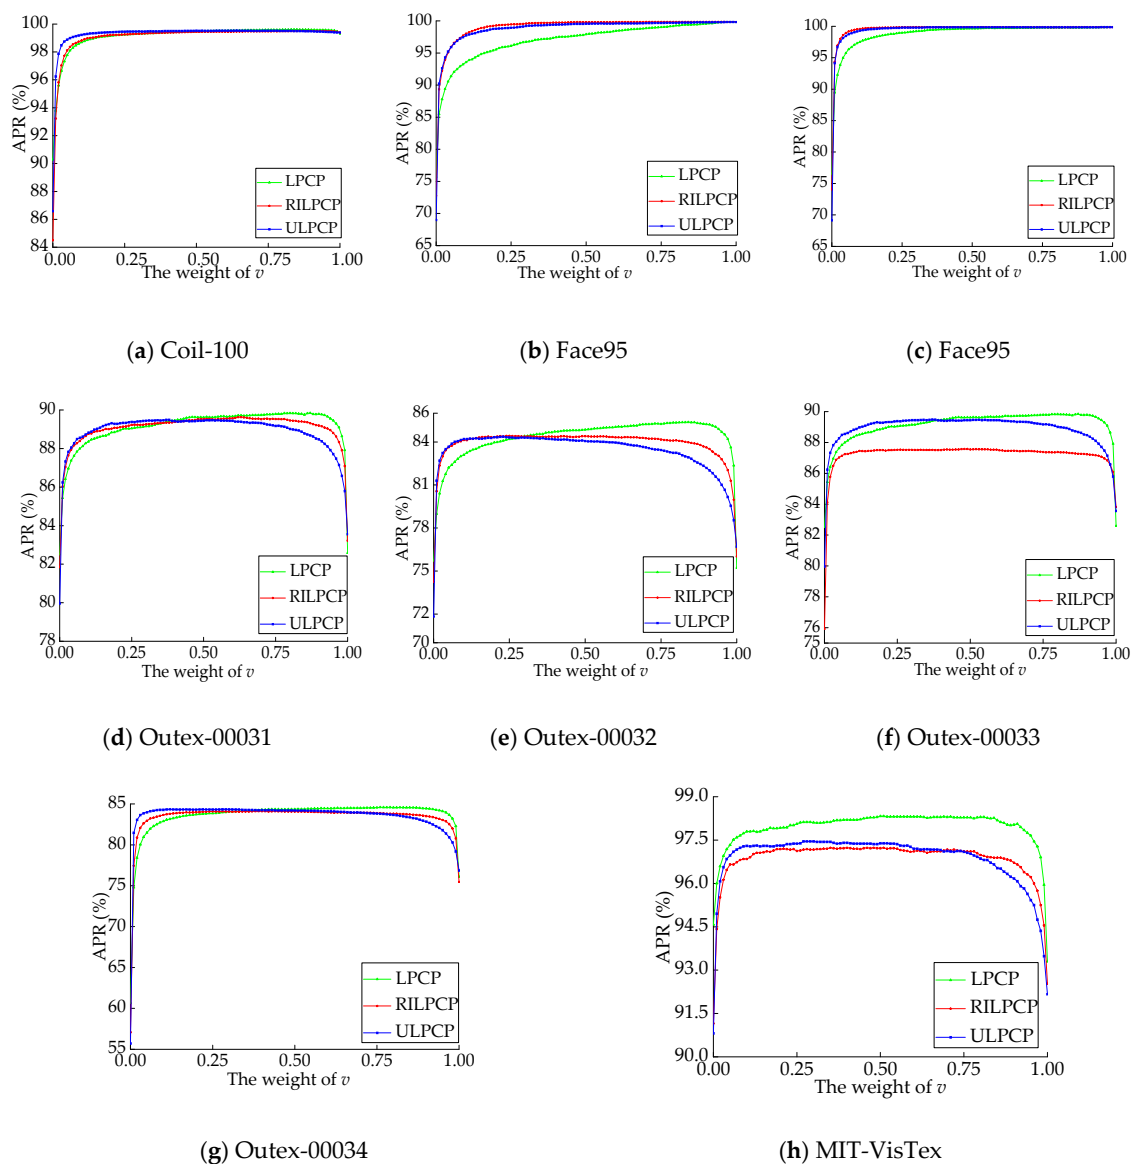 100
98
96
94
92
90
88
86
84
APR (%)
LPCP
RILPCP
ULPCP
0.00 0.25 0.50 0.75 1.00
The weight of v
(a) Coil-100
100
95
90
85
80
75
70
65
APR (%)
LPCP
RILPCP
ULPCP
0.00 0.25 0.50 0.75 1.00
The weight of v
(b) Face95
100
95
90
85
80
75
70
65
APR (%)
LPCP
RILPCP
ULPCP
0.00 0.25 0.50 0.75 1.00
The weight of v
(c) Face95
90
88
86
84
82
80
78
APR (%)
LPCP
RILPCP
ULPCP
0.00 0.25 0.50 0.75 1.00
The weight of v
(d) Outex-00031
86
84
81
78
75
72
70
APR (%)
LPCP
RILPCP
ULPCP
0.00 0.25 0.50 0.75 1.00
The weight of v
(e) Outex-00032
90
88
87
86
84
83
82
80
79
78
76
75
APR (%)
LPCP
RILPCP
ULPCP
0.00 0.25 0.50 0.75 1.00
The weight of v
(f) Outex-00033
85
80
75
70
65
60
55
APR (%)
LPCP
RILPCP
ULPCP
0.00 0.25 0.50 0.75 1.00
The weight of v
(g) Outex-00034
99.0
97.5
96.0
94.5
93.0
91.5
90.0
APR (%)
LPCP
RILPCP
ULPCP
0.00 0.25 0.50 0.75 1.00
The weight of v
(h) MIT-VisTex